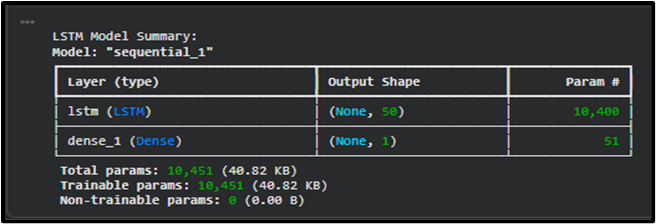 LSTM Model Summary:
Model: "sequential_1"
Layer (type) Output Shape Param #
lstm (LSTM) (None, 50) 10,400
dense_1 (Dense) (None, 1) 51
Total params: 10,451 (40.82 KB)
Trainable params: 10,451 (40.82 KB)
Non-trainable params: 0 (0.00 B)